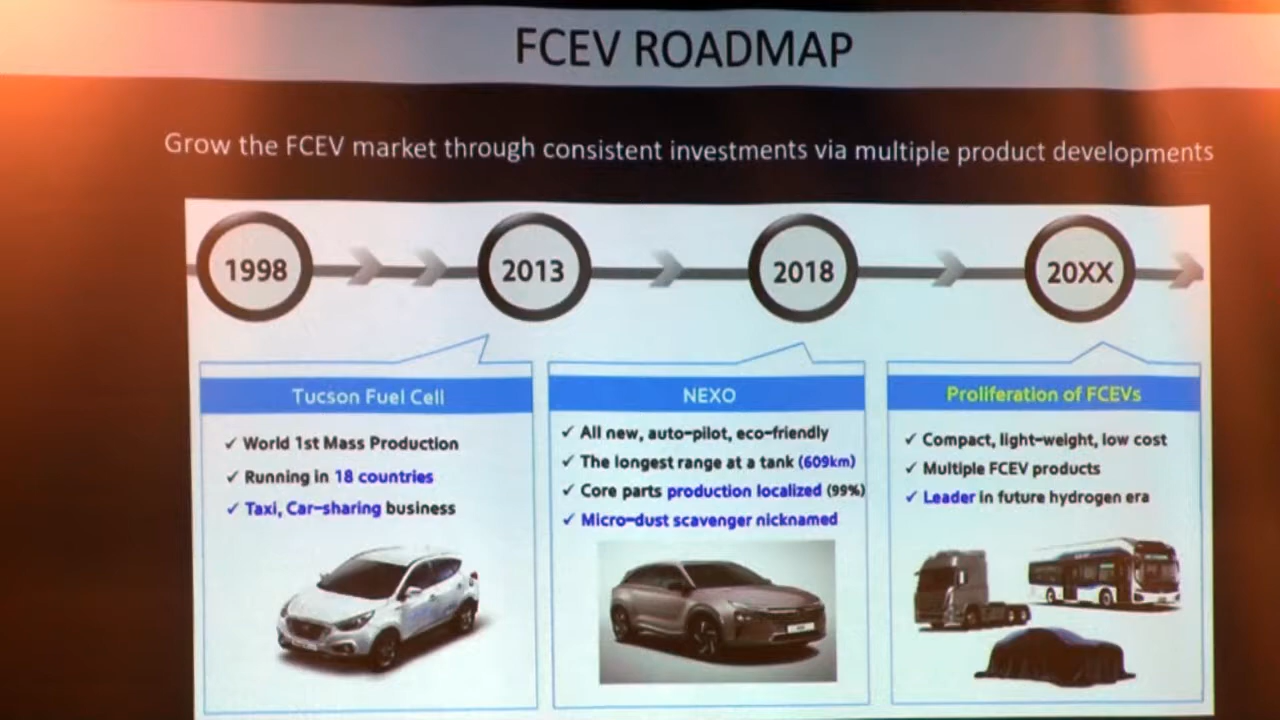 FCEV ROADMAP
Grow the FCEV market through consistent investments via multiple product developments
1998
2013
2018
20XX
Tucson Fuel Cell
✓ World 1st Mass Production
✓ Running in 18 countries
✓ Taxi, Car-sharing business
NEXO
✓ All new, auto-pilot, eco-friendly
✓ The longest range at a tank (609km)
✓ Core parts production localized (99%)
✓ Micro-dust scavenger nicknamed
Proliferation of FCEVs
✓ Compact, light-weight, low cost
✓ Multiple FCEV products
✓ Leader in future hydrogen era